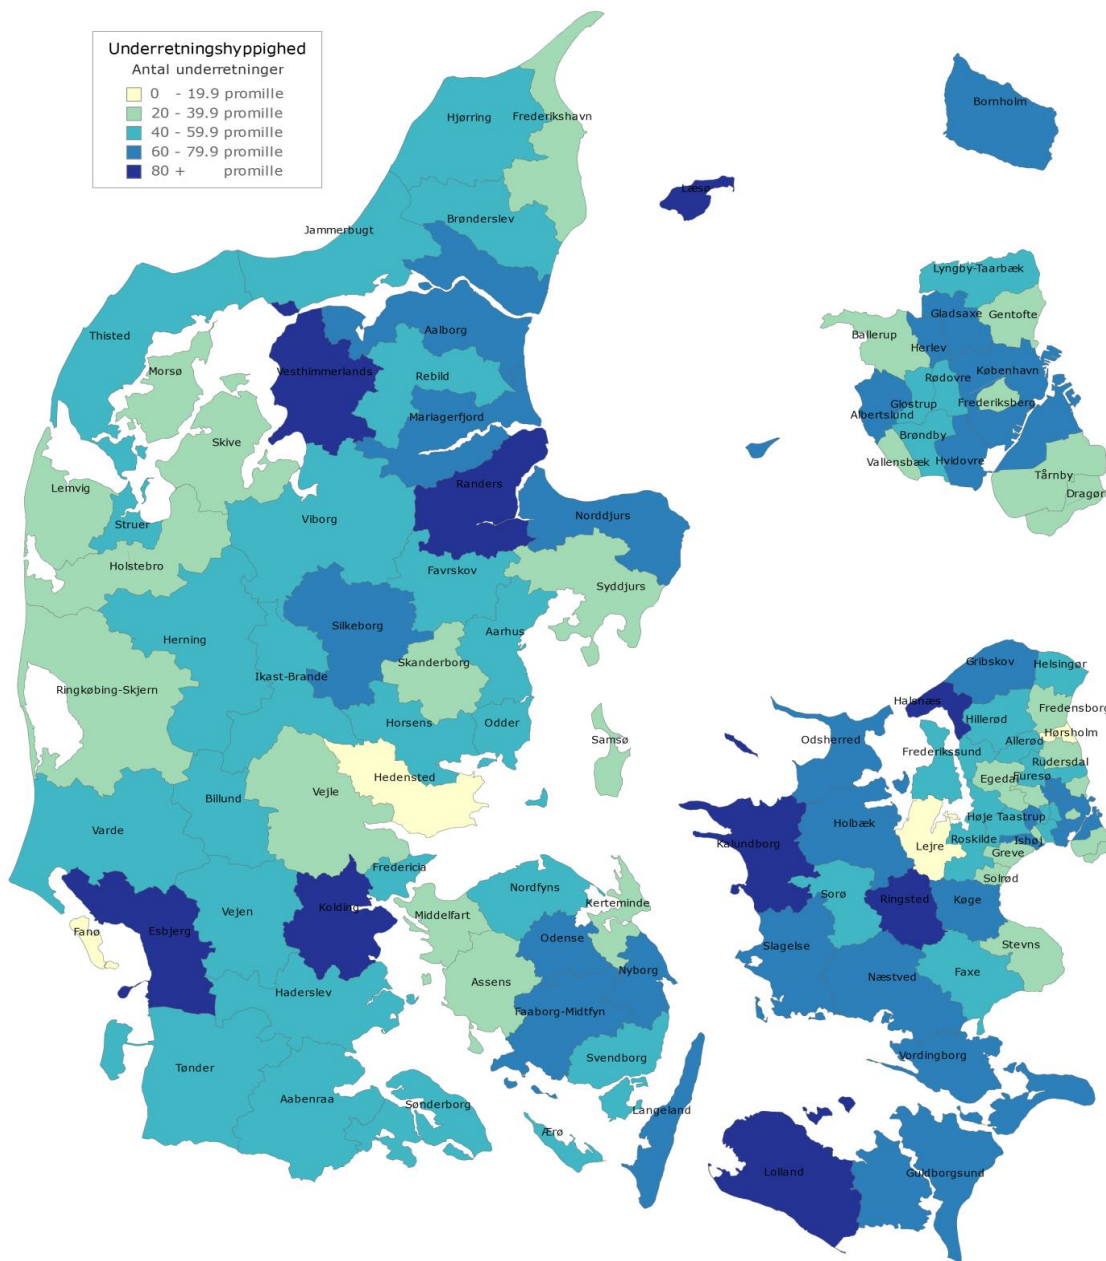 Underretningshyppighed
Antal underretninger
0 - 19.9 promille
20 - 39.9 promille
40 - 59.9 promille
60 - 79.9 promille
80 + promille
Bornholm
Hjørring
Frederikshavn
Læsø
Brønderslev
Jammerbugt
Lyngby-Taarbæk
Gladsaxe
Gentofte
Thisted
Aalborg
Ballerup
Herlev
Morsø
Vesthimmerlands
Rebild
København
Rødovre
Glostrup
Frederiksberg
Albertslund
Mariagerfjord
Brøndby
Skive
Vallensbæk
Hvidovre
Tårnby
Lemvig
Randers
Dragør
Struer
Viborg
Norddjurs
Holstebro
Favrskov
Syddjurs
Silkeborg
Aarhus
Herning
Skanderborg
Gribskov
Helsingør
Ikast-Brande
Ringkøbing-Skjern
Halsnæs
Hillerød
Fredensborg
Horsens
Odder
Samsø
Odsherred
Frederikssund
Allerød
Hørsholm
Rudersdal
Hedensted
Egedal
Furesø
Billund
Vejle
Varde
Holbæk
Høje Taastrup
Kalundborg
Lejre
Roskilde
Ishøj
Greve
Fredericia
Nordfyns
Solrød
Vejen
Kolding
Middelfart
Kerteminde
Sorø
Ringsted
Køge
Fanø
Esbjerg
Odense
Slagelse
Stevns
Nyborg
Næstved
Faxe
Assens
Haderslev
Faaborg-Midtfyn
Svendborg
Vordingborg
Tønder
Aabenraa
Sønderborg
Langeland
Ærø
Lolland
Guldborgsund